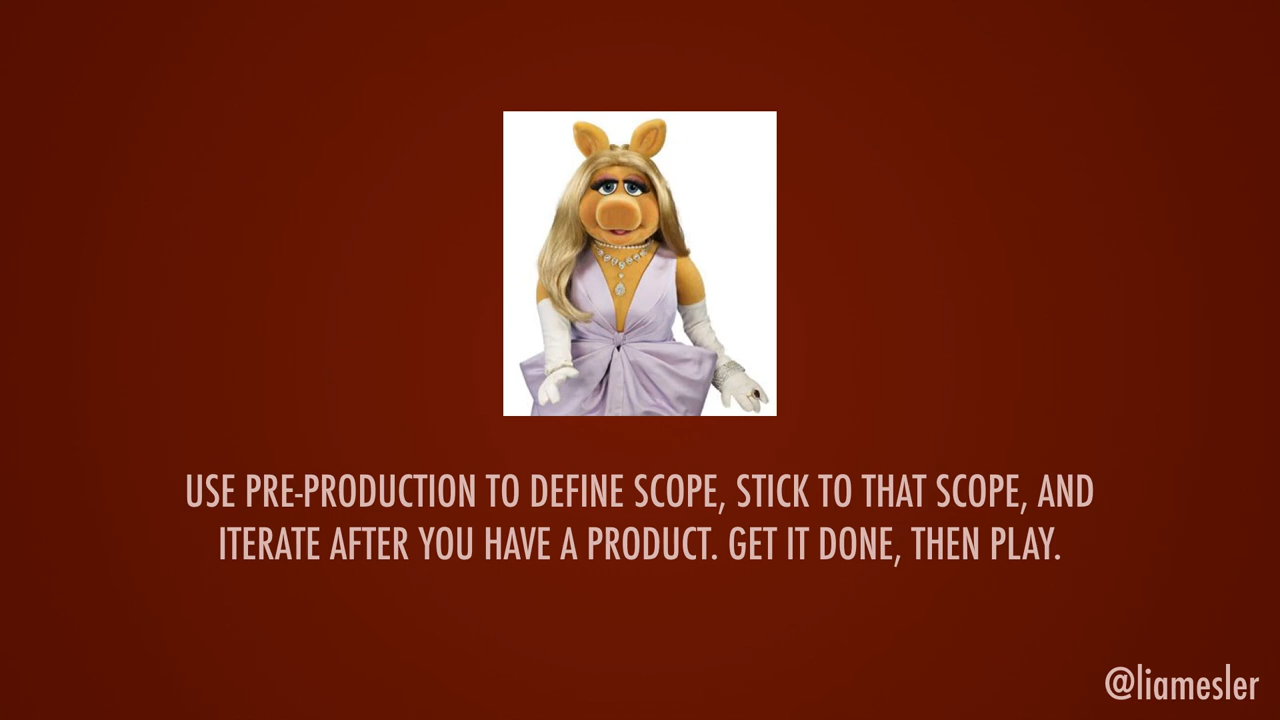 USE PRE-PRODUCTION TO DEFINE SCOPE, STICK TO THAT SCOPE, AND
ITERATE AFTER YOU HAVE A PRODUCT. GET IT DONE, THEN PLAY.
@liamesler